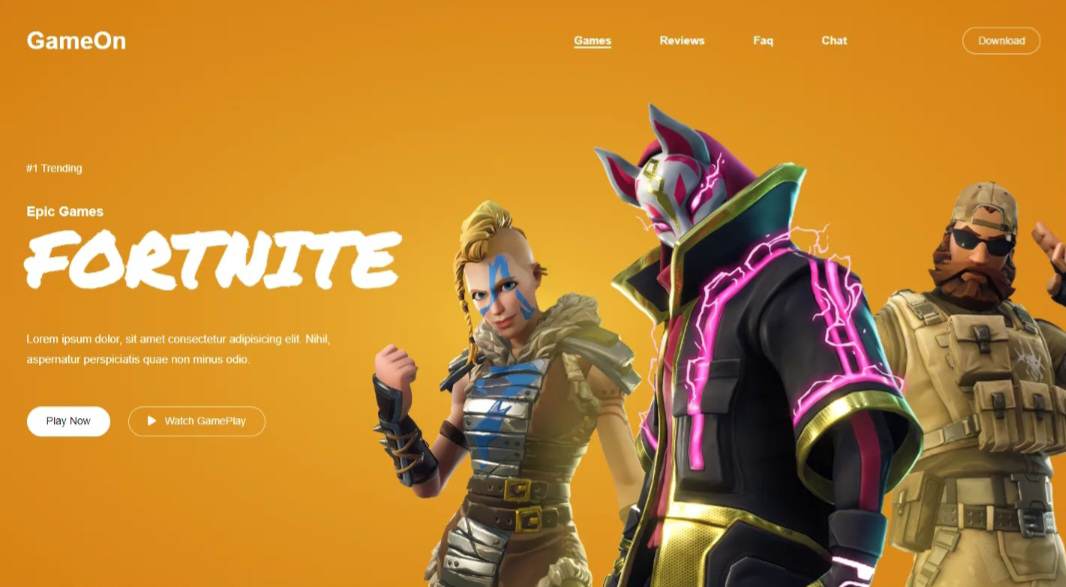 GameOn
Games Reviews Faq Chat Download
#1 Trending
Epic Games
FORTNITE
Lorem ipsum dolor, sit amet consectetur adipisicing elit. Nihil,
aspernatur perspiciatis quae non minus odio.
Play Now Watch GamePlay